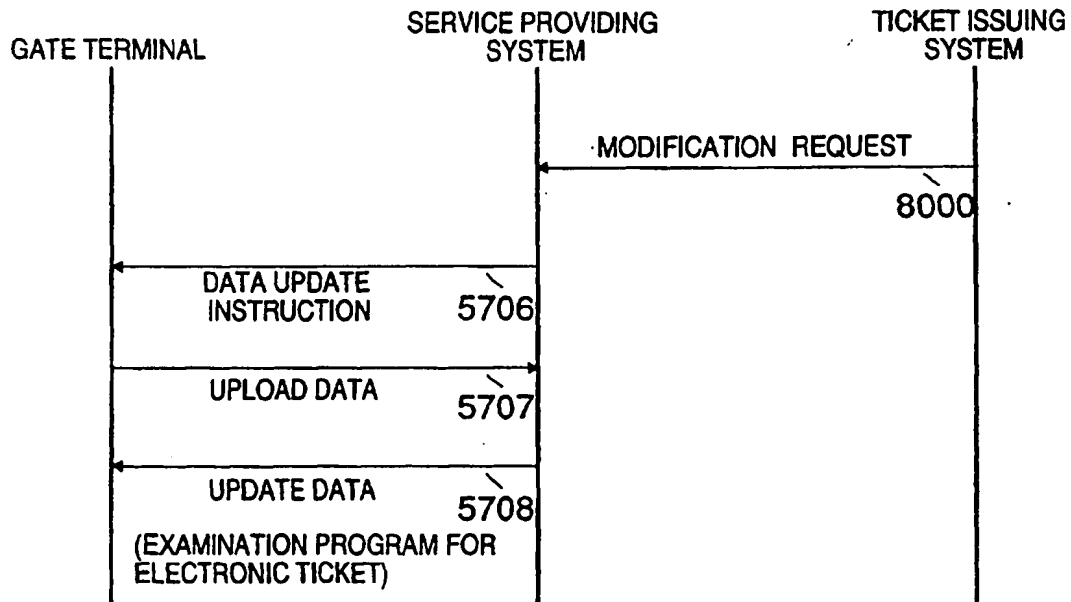 GATE TERMINAL
SERVICE PROVIDING
SYSTEM
TICKET ISSUING
SYSTEM
MODIFICATION REQUEST
8000
DATA UPDATE
INSTRUCTION
5706
UPLOAD DATA
5707
UPDATE DATA
5708
(EXAMINATION PROGRAM FOR
ELECTRONIC TICKET)